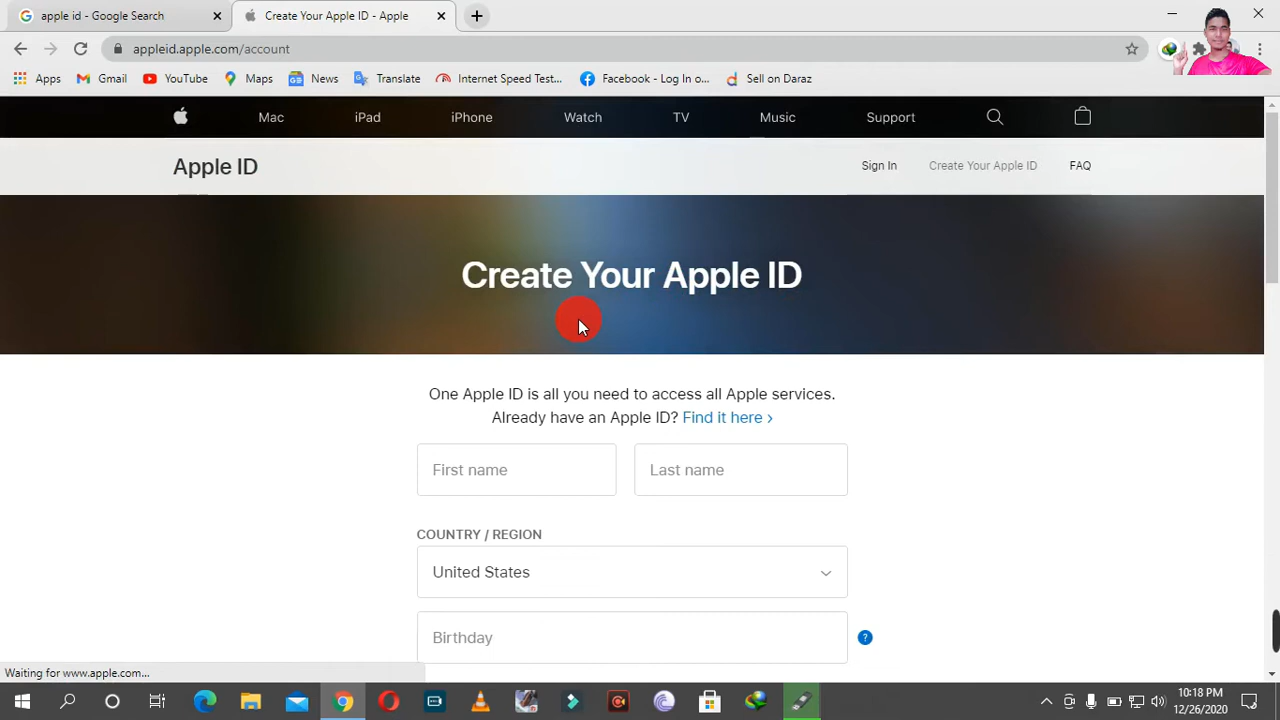 apple id - Google Search
Create Your Apple ID - Apple
appleid.apple.com/account
Apps
Gmail
YouTube
Maps
News
Translate
Internet Speed Test...
Facebook - Log In o...
Sell on Daraz
Mac
iPad
iPhone
Watch
TV
Music
Support
Apple ID
Sign In
Create Your Apple ID
FAQ
Create Your Apple ID
One Apple ID is all you need to access all Apple services.
Already have an Apple ID? Find it here ›
First name
Last name
COUNTRY / REGION
United States
Birthday
?
Waiting for www.apple.com...
10:18 PM
12/26/2020